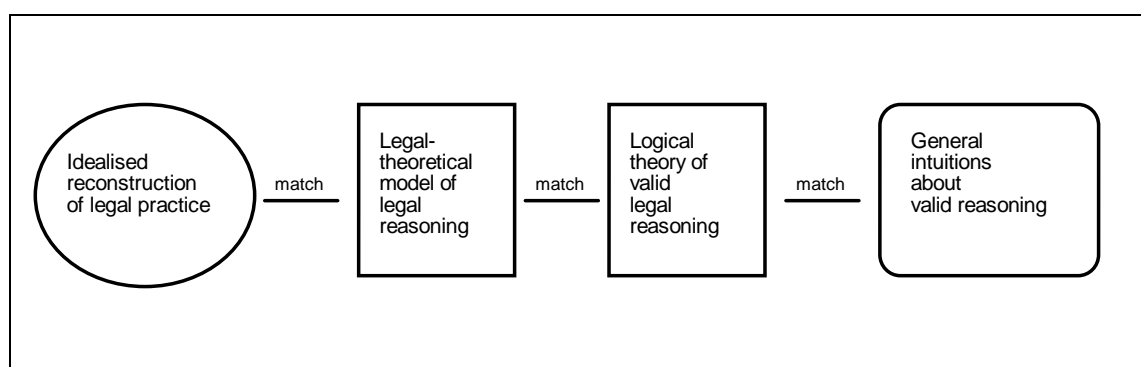 Idealised
reconstruction
of legal practice
match
Legal-
theoretical
model of
legal
reasoning
match
Logical
theory of
valid
legal
reasoning
match
General
intuitions
about
valid reasoning